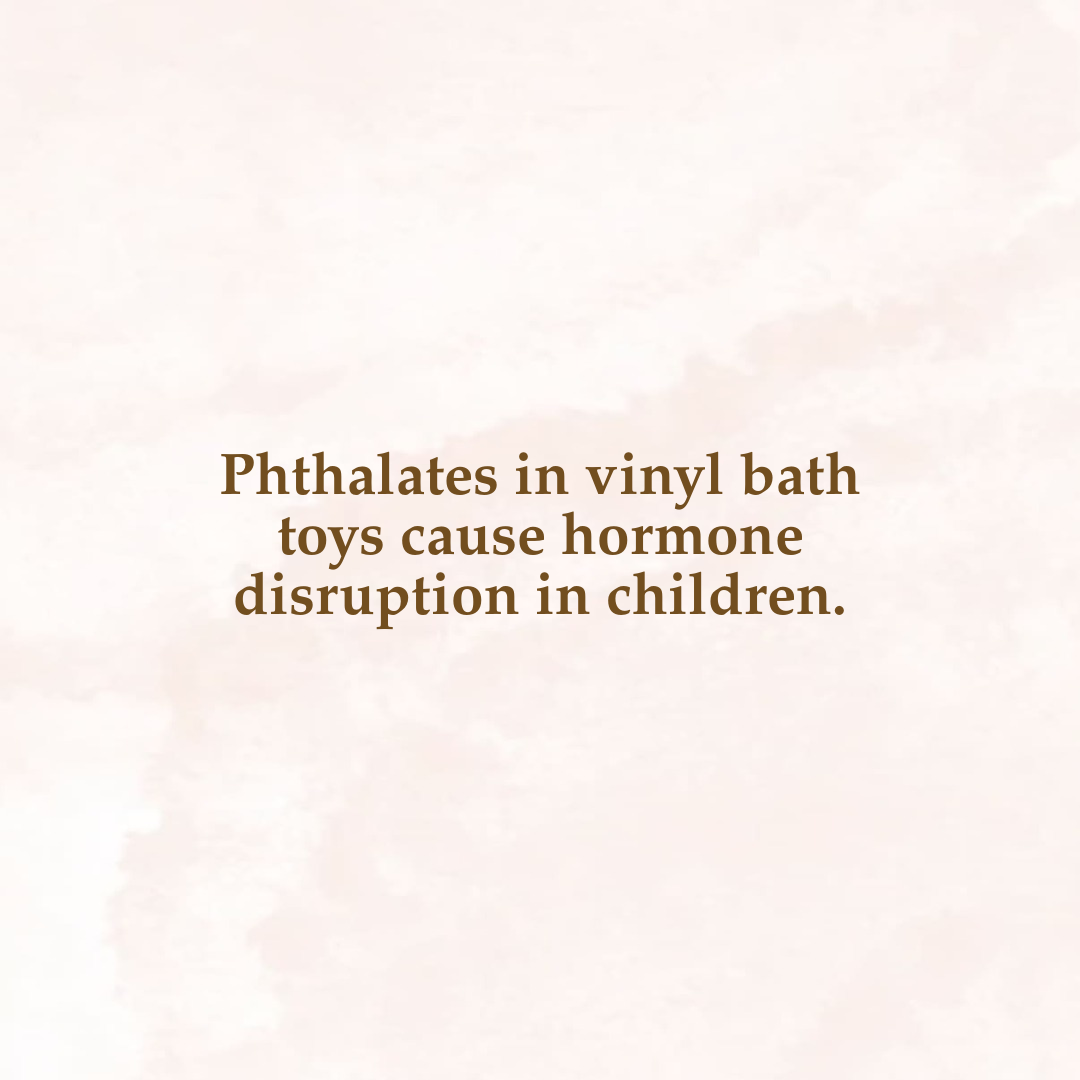 Phthalates in vinyl bath
toys cause hormone
disruption in children.